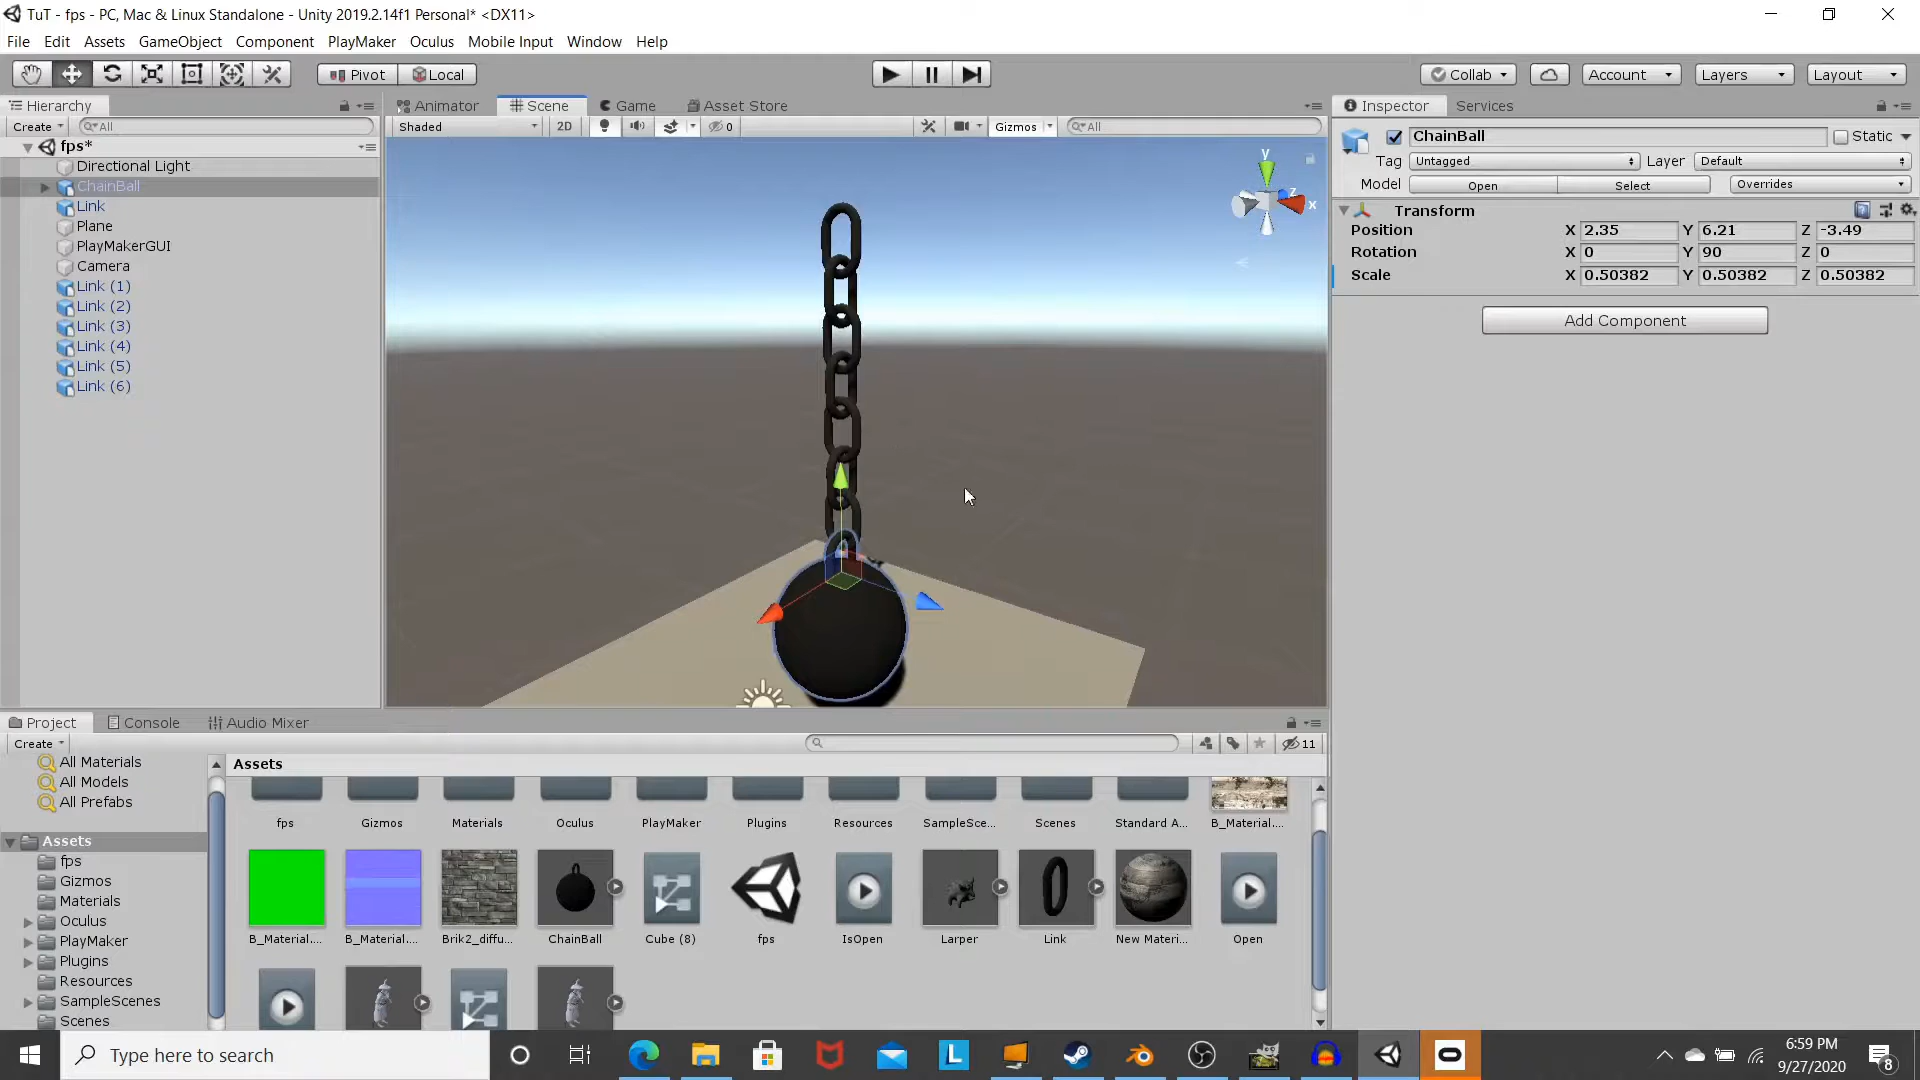 TuT - fps - PC, Mac & Linux Standalone - Unity 2019.2.14f1 Personal* <DX11>
File Edit Assets GameObject Component PlayMaker Oculus Mobile Input Window Help
Pivot Local Collab Account Layers Layout
Hierarchy Animator Scene Game Asset Store Inspector Services
Create All Shaded 2D 0 Gizmos All ChainBall Static
fps*
Directional Light
ChainBall
Link
Plane
PlayMakerGUI
Camera
Link (1)
Link (2)
Link (3)
Link (4)
Link (5)
Link (6)
y
z
x
Tag Untagged Layer Default
Model Open Select Overrides
Transform
Position X 2.35 Y 6.21 Z -3.49
Rotation X 0 Y 90 Z 0
Scale X 0.50382 Y 0.50382 Z 0.50382
Add Component
Project Console Audio Mixer
Create 11
All Materials
All Models
All Prefabs
Assets
fps
Gizmos
Materials
Oculus
PlayMaker
Plugins
Resources
SampleScenes
Scenes
Assets
fps Gizmos Materials Oculus PlayMaker Plugins Resources SampleSce... Scenes Standard A... B_Material....
B_Material.... B_Material.... Brik2_diffu... ChainBall Cube (8) fps IsOpen Larper Link New Materi... Open
Type here to search
L
6:59 PM
9/27/2020
8